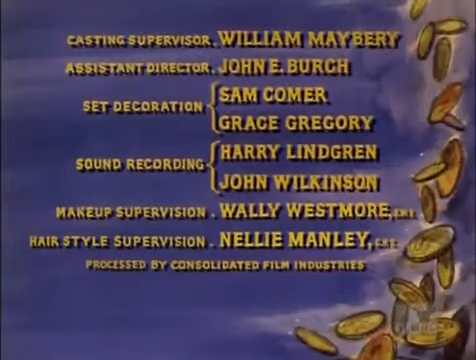 CASTING SUPERVISOR. WILLIAM MAYBERY
ASSISTANT DIRECTOR. JOHN E. BURCH
SET DECORATION { SAM COMER
GRACE GREGORY
SOUND RECORDING { HARRY LINDGREN
JOHN WILKINSON
MAKEUP SUPERVISION . WALLY WESTMORE,
HAIR STYLE SUPERVISION . NELLIE MANLEY,
PROCESSED BY CONSOLIDATED FILM INDUSTRIES